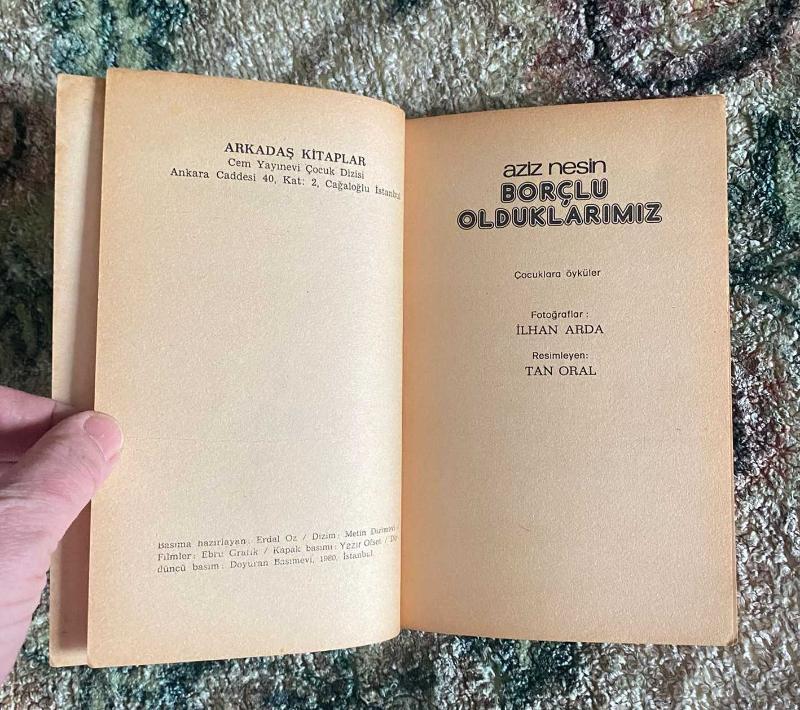 ARKADAŞ KİTAPLAR
Cem Yayınevi Çocuk Dizisi
Ankara Caddesi 40, Kat: 2, Cağaloğlu İstanbul
Basıma hazırlayan: Erdal Öz / Dizim: Metin
Filmler: Ebru Grafik / Kapak basımı: Yazır Ofset /
düncü basım: Doyuran Basımevi, 1980, İstanbul.
aziz nesin
BORÇLU
OLDUKLARIMIZ
Çocuklara öyküler
Fotoğraflar:
İLHAN ARDA
Resimleyen:
TAN ORAL